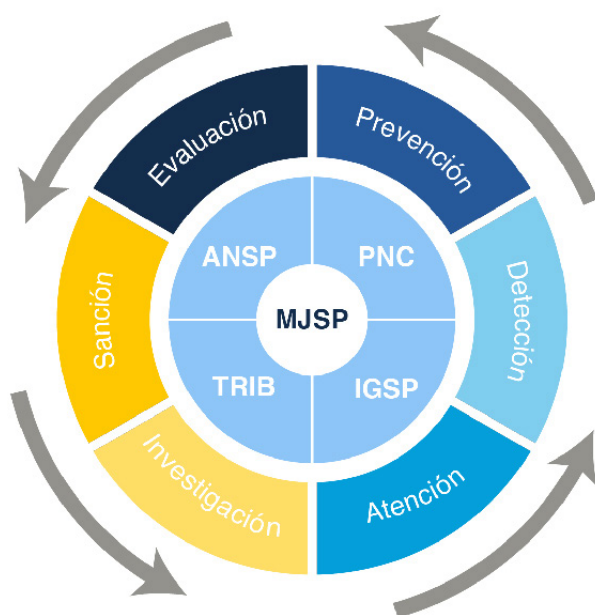 Evaluación
Prevención
ANSP
PNC
Sanción
MJSP
Detección
TRIB
IGSP
Investigación
Atención